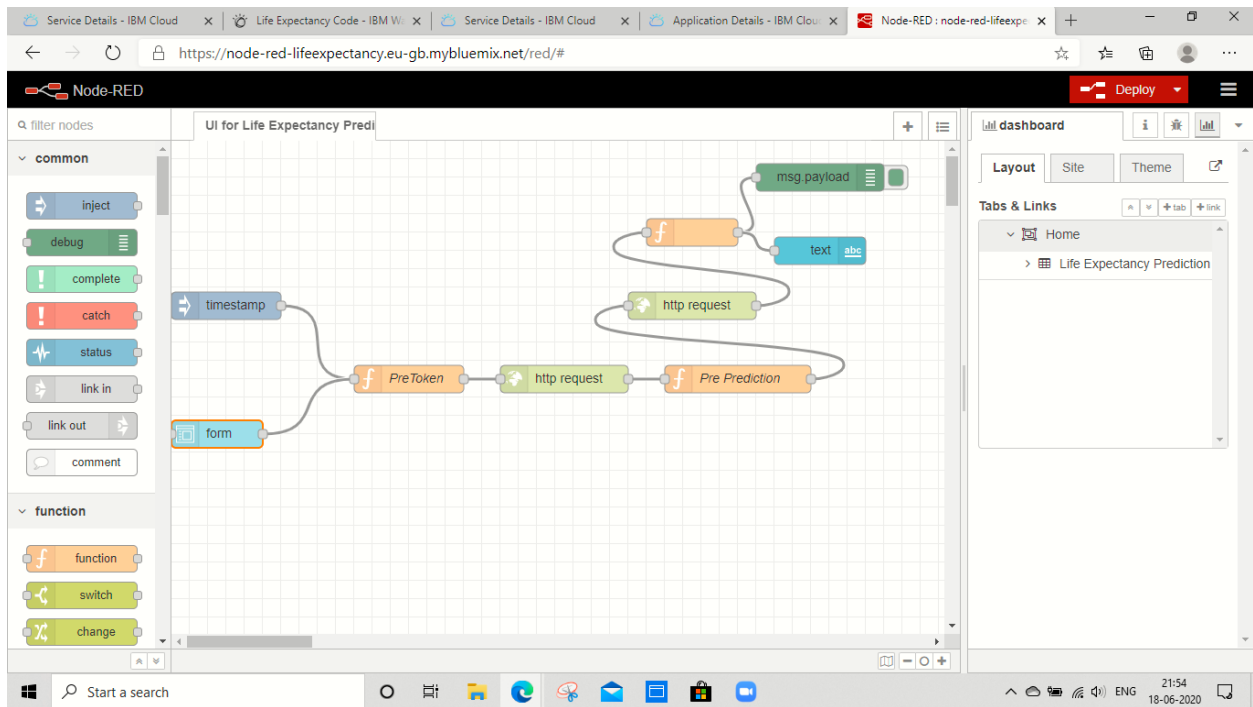 Service Details - IBM Cloud
Life Expectancy Code - IBM W
Service Details - IBM Cloud
Application Details - IBM Clou
Node-RED : node-red-lifeexpe
https://node-red-lifeexpectancy.eu-gb.mybluemix.net/red/#
Node-RED
Deploy
filter nodes
UI for Life Expectancy Predi
dashboard
i
common
inject
debug
complete
catch
status
link in
link out
comment
function
function
switch
change
msg.payload
f
text abc
http request
timestamp
f PreToken
http request
f Pre Prediction
form
Layout
Site
Theme
Tabs & Links
+ tab
+ link
Home
Life Expectancy Prediction
Start a search
ENG
21:54
18-06-2020